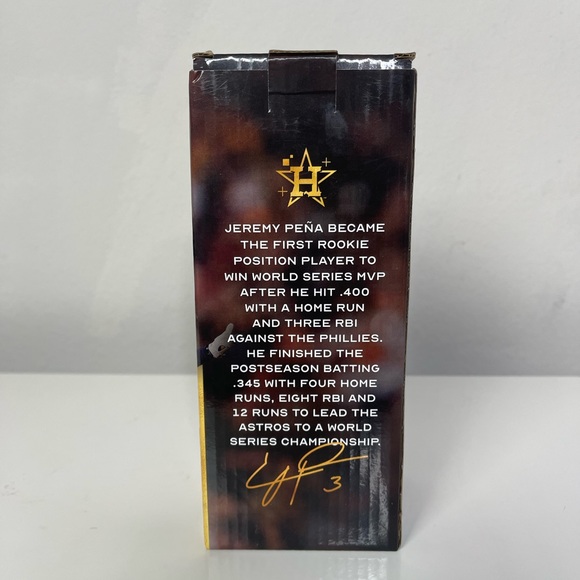 H
JEREMY PEÑA BECAME
THE FIRST ROOKIE
POSITION PLAYER TO
WIN WORLD SERIES MVP
AFTER HE HIT .400
WITH A HOME RUN
AND THREE RBI
AGAINST THE PHILLIES.
HE FINISHED THE
POSTSEASON BATTING
.345 WITH FOUR HOME
RUNS, EIGHT RBI AND
12 RUNS TO LEAD THE
ASTROS TO A WORLD
SERIES CHAMPIONSHIP.
3